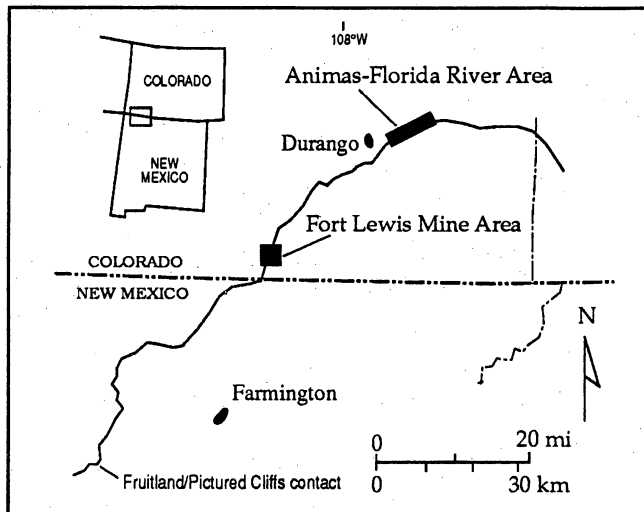 108°W
COLORADO
NEW
MEXICO
Animas-Florida River Area
Durango
Fort Lewis Mine Area
COLORADO
NEW MEXICO
N
Farmington
0 20 mi
0 30 km
Fruitland/Pictured Cliffs contact